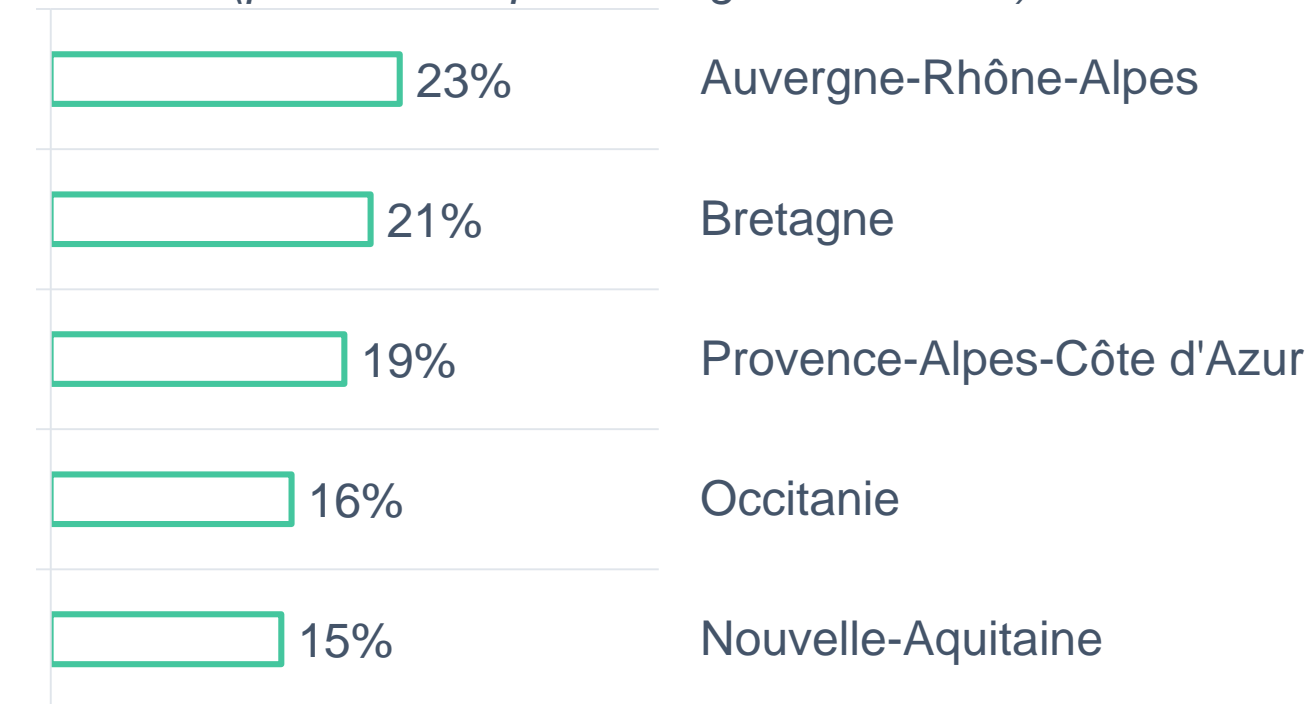 23% Auvergne-Rhône-Alpes
21% Bretagne
19% Provence-Alpes-Côte d'Azur
16% Occitanie
15% Nouvelle-Aquitaine